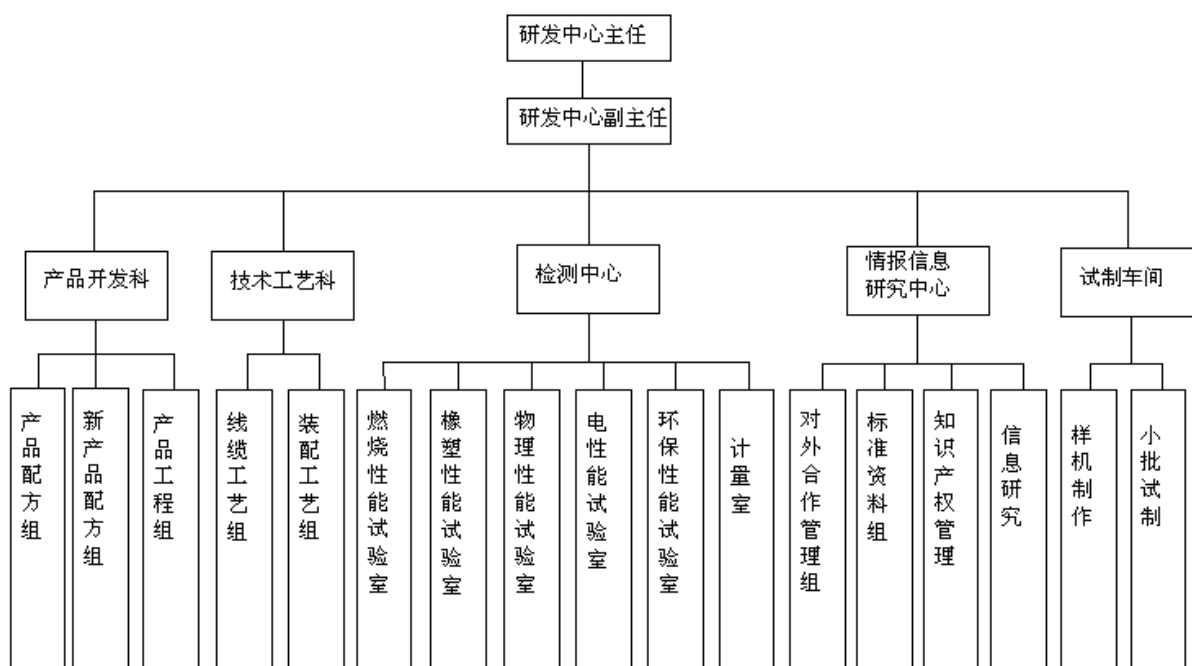 研发中心主任
研发中心副主任
产品开发科
技术工艺科
检测中心
情报信息
研究中心
试制车间
产品配方组
新产品配方组
产品工程组
线缆工艺组
装配工艺组
燃烧性能试验室
橡塑性能试验室
物理性能试验室
电性能试验室
环保性能试验室
计量室
对外合作管理组
标准资料组
知识产权管理
信息研究
样机制作
小批试制